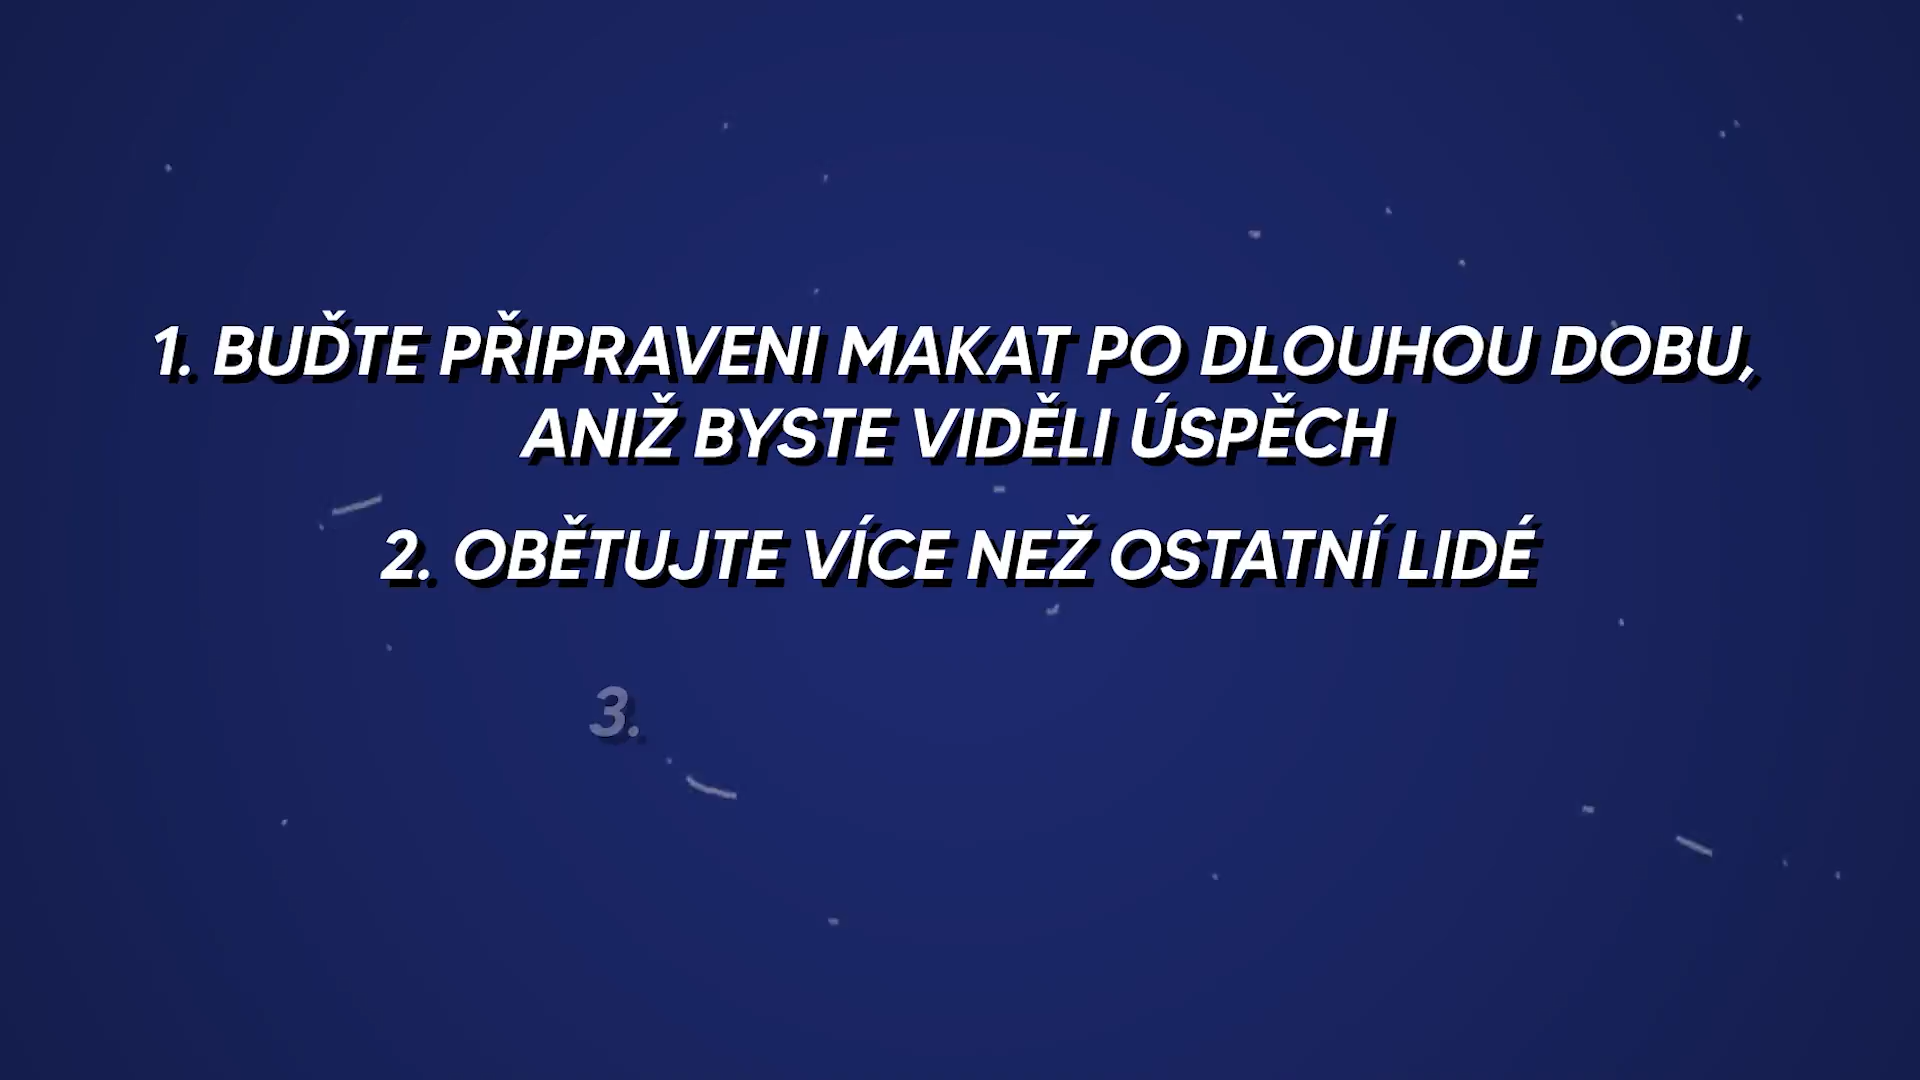 1. BUĎTE PŘIPRAVENI MAKAT PO DLOUHOU DOBU,
ANIŽ BYSTE VIDĚLI ÚSPĚCH
2. OBĚTUJTE VÍCE NEŽ OSTATNÍ LIDÉ
3.